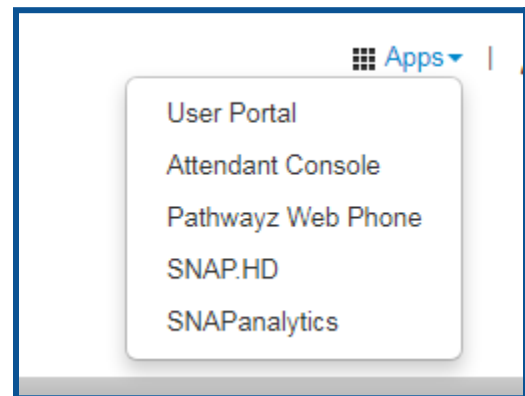 Apps |
User Portal
Attendant Console
Pathwayz Web Phone
SNAP.HD
SNAPanalytics